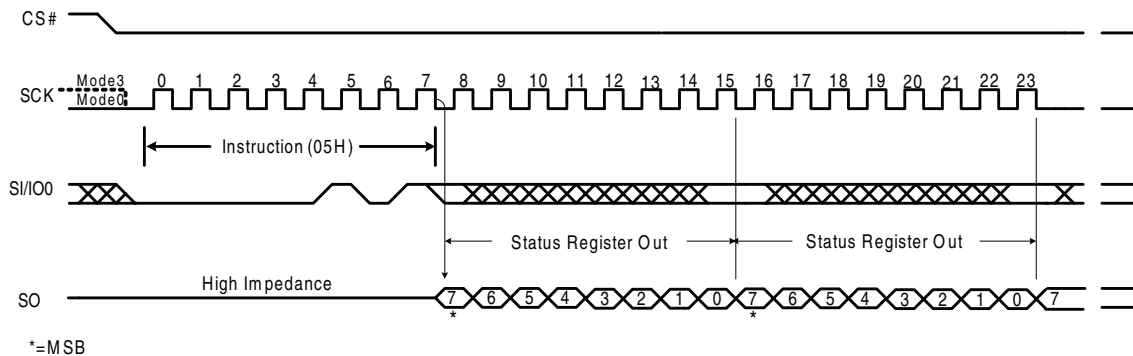 CS#
Mode3
SCK
Mode0
0 1 2 3 4 5 6 7 8 9 10 11 12 13 14 15 16 17 18 19 20 21 22 23
Instruction (05H)
SI/IO0
Status Register Out Status Register Out
High Impedance
SO
7 6 5 4 3 2 1 0 7 6 5 4 3 2 1 0 7
* *
*=MSB